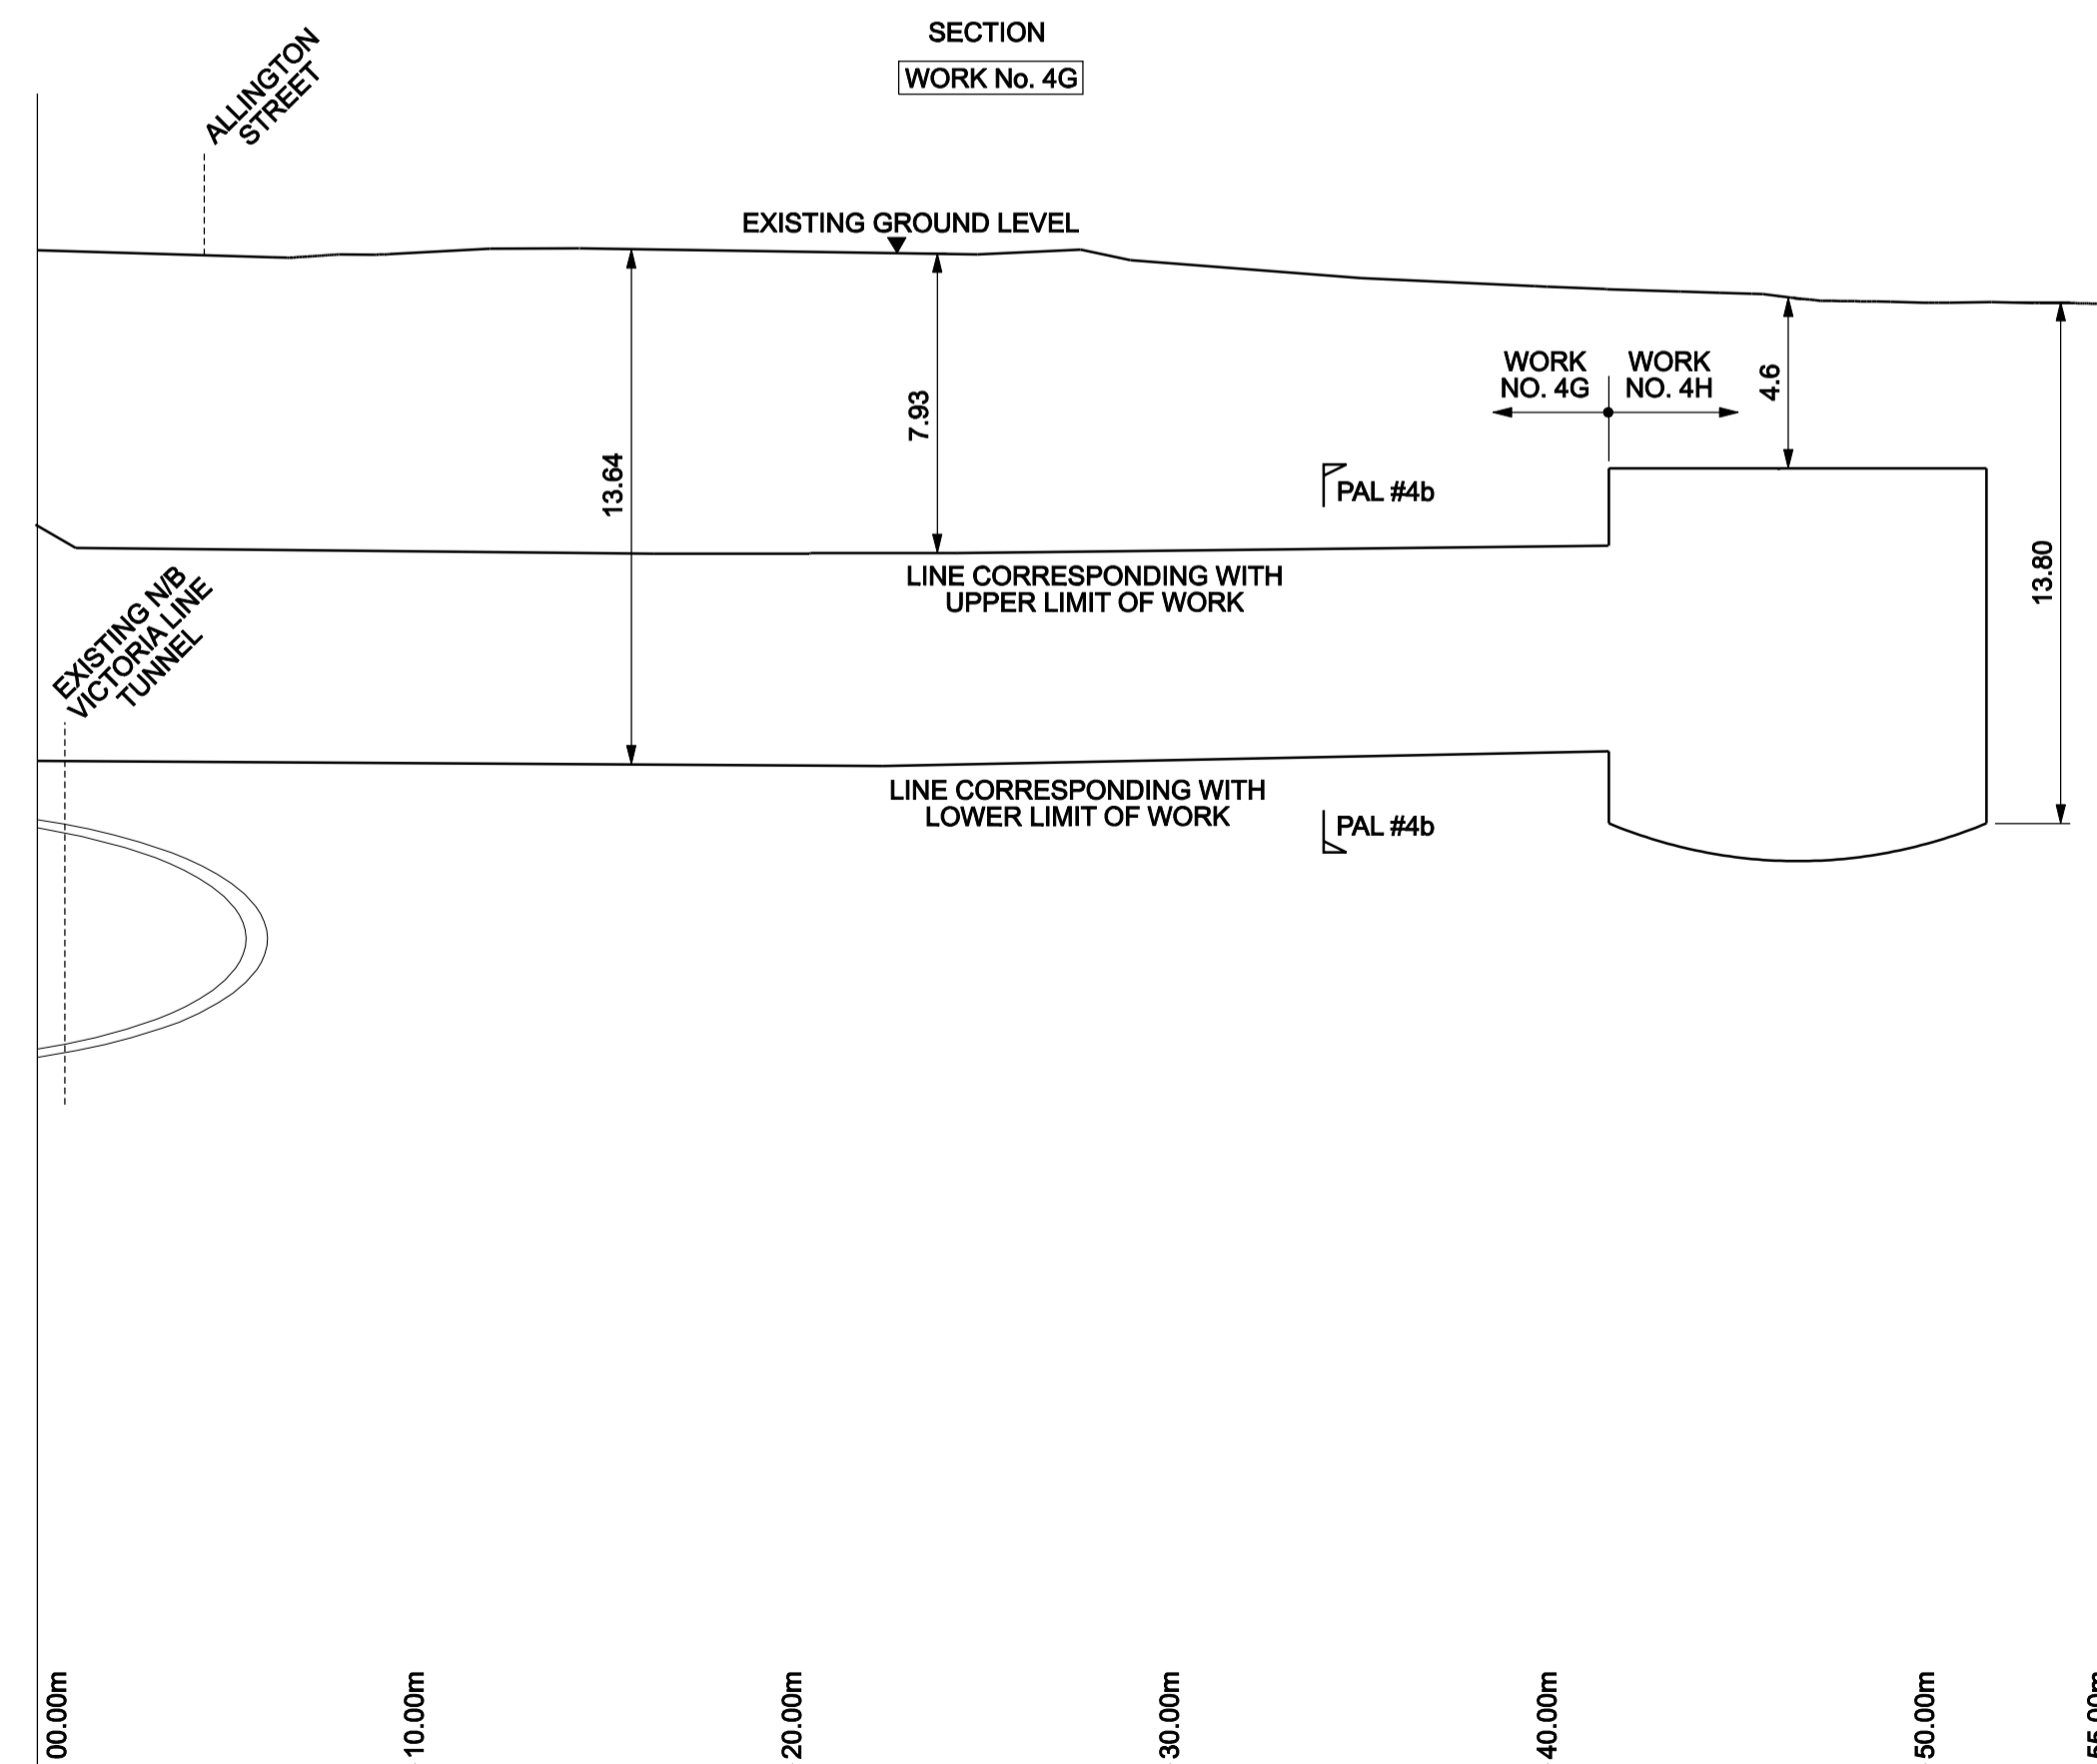 SECTION
WORK No. 4G
ALLINGTON
STREET
EXISTING GROUND LEVEL
WORK
NO. 4G
WORK
NO. 4H
4.6
7.93
13.64
PAL #4b
13.80
LINE CORRESPONDING WITH
UPPER LIMIT OF WORK
EXISTING N/B
VICTORIA LINE
TUNNEL
LINE CORRESPONDING WITH
LOWER LIMIT OF WORK
PAL #4b
00.00m
10.00m
20.00m
30.00m
40.00m
50.00m
55.00m